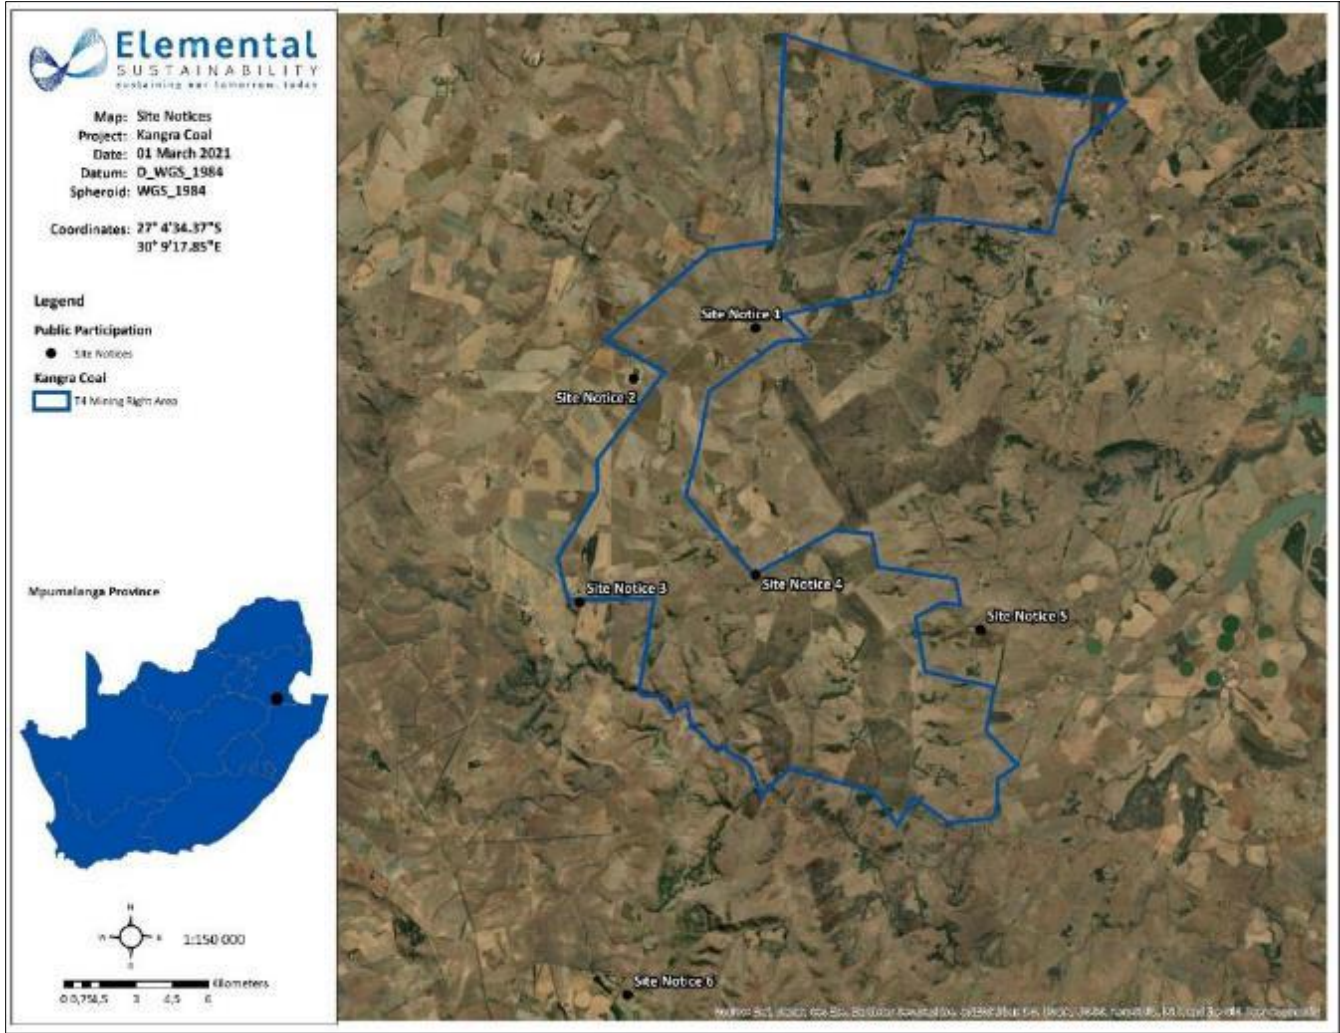 Elemental
SUSTAINABILITY
sustaining our tomorrow, today
Map: Site Notices
Project: Kangra Coal
Date: 01 March 2021
Datum: D_WGS_1984
Spheroid: WGS_1984
Coordinates: 27° 4'34.37"S
30° 9'17.85"E
Legend
Public Participation
Site Notices
Kangra Coal
T4 Mining Right Area
Mpumalanga Province
N
W E
S
1:150 000
Kilometers
0 0,75 1,5 3 4,5 6
Site Notice 1
Site Notice 2
Site Notice 3
Site Notice 4
Site Notice 5
Site Notice 6